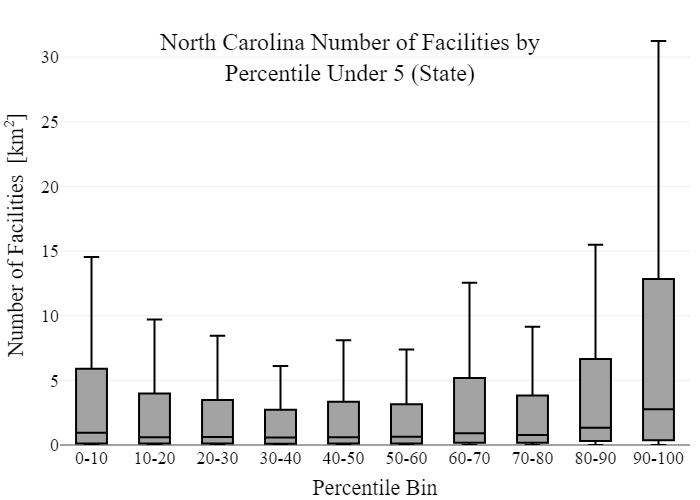 North Carolina Number of Facilities by
Percentile Under 5 (State)
Number of Facilities [km²]
30
25
20
15
10
5
0
0-10 10-20 20-30 30-40 40-50 50-60 60-70 70-80 80-90 90-100
Percentile Bin